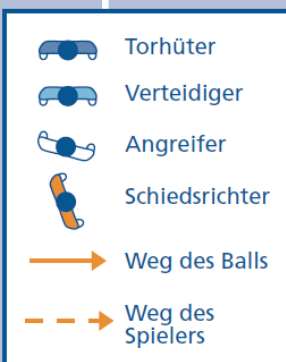 Torhüter
Verteidiger
Angreifer
Schiedsrichter
Weg des Balls
Weg des
Spielers